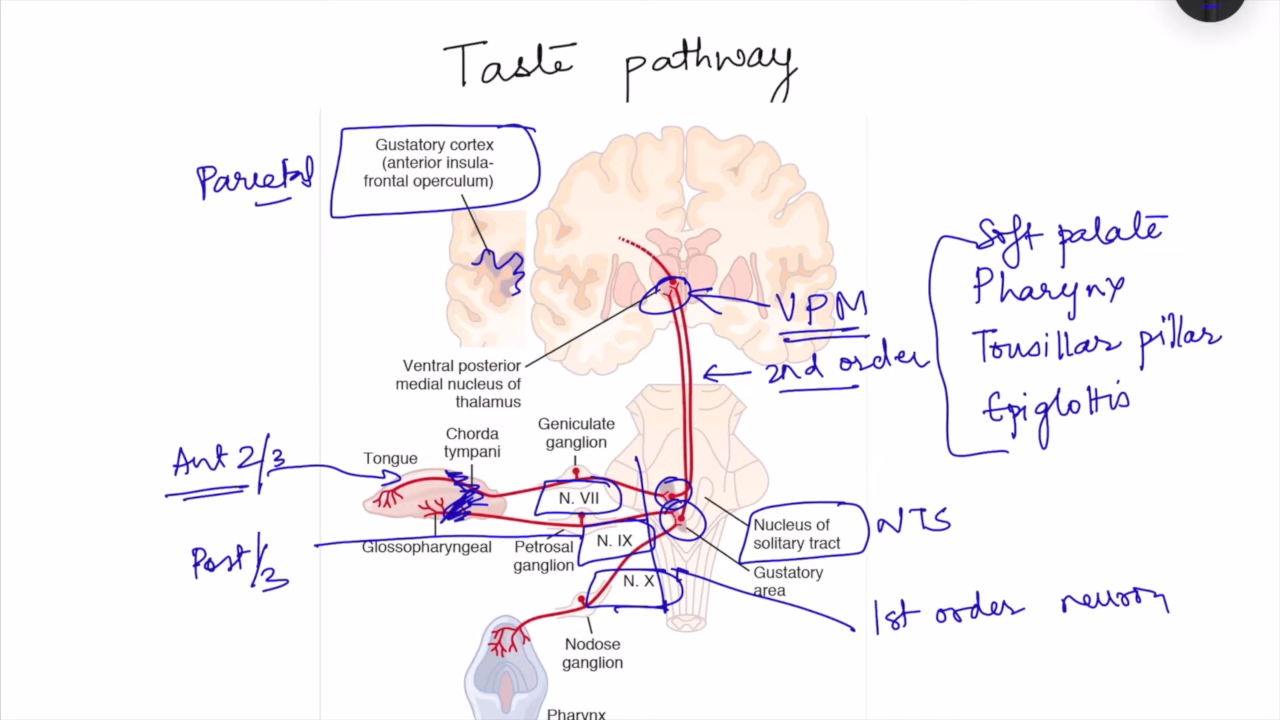 Taste pathway
Gustatory cortex
(anterior insula-
frontal operculum)
Parietal
Soft palate
Pharynx
Tonsillar pillar
Epiglottis
VPM
2nd order
Ventral posterior
medial nucleus of
thalamus
Geniculate
ganglion
Chorda
tympani
Tongue
Ant 2/3
N. VII
Nucleus of
solitary tract
NTS
N. IX
Glossopharyngeal
Petrosal
ganglion
Post 1/3
N. X
Gustatory
area
1st order neuron
Nodose
ganglion
Pharynx